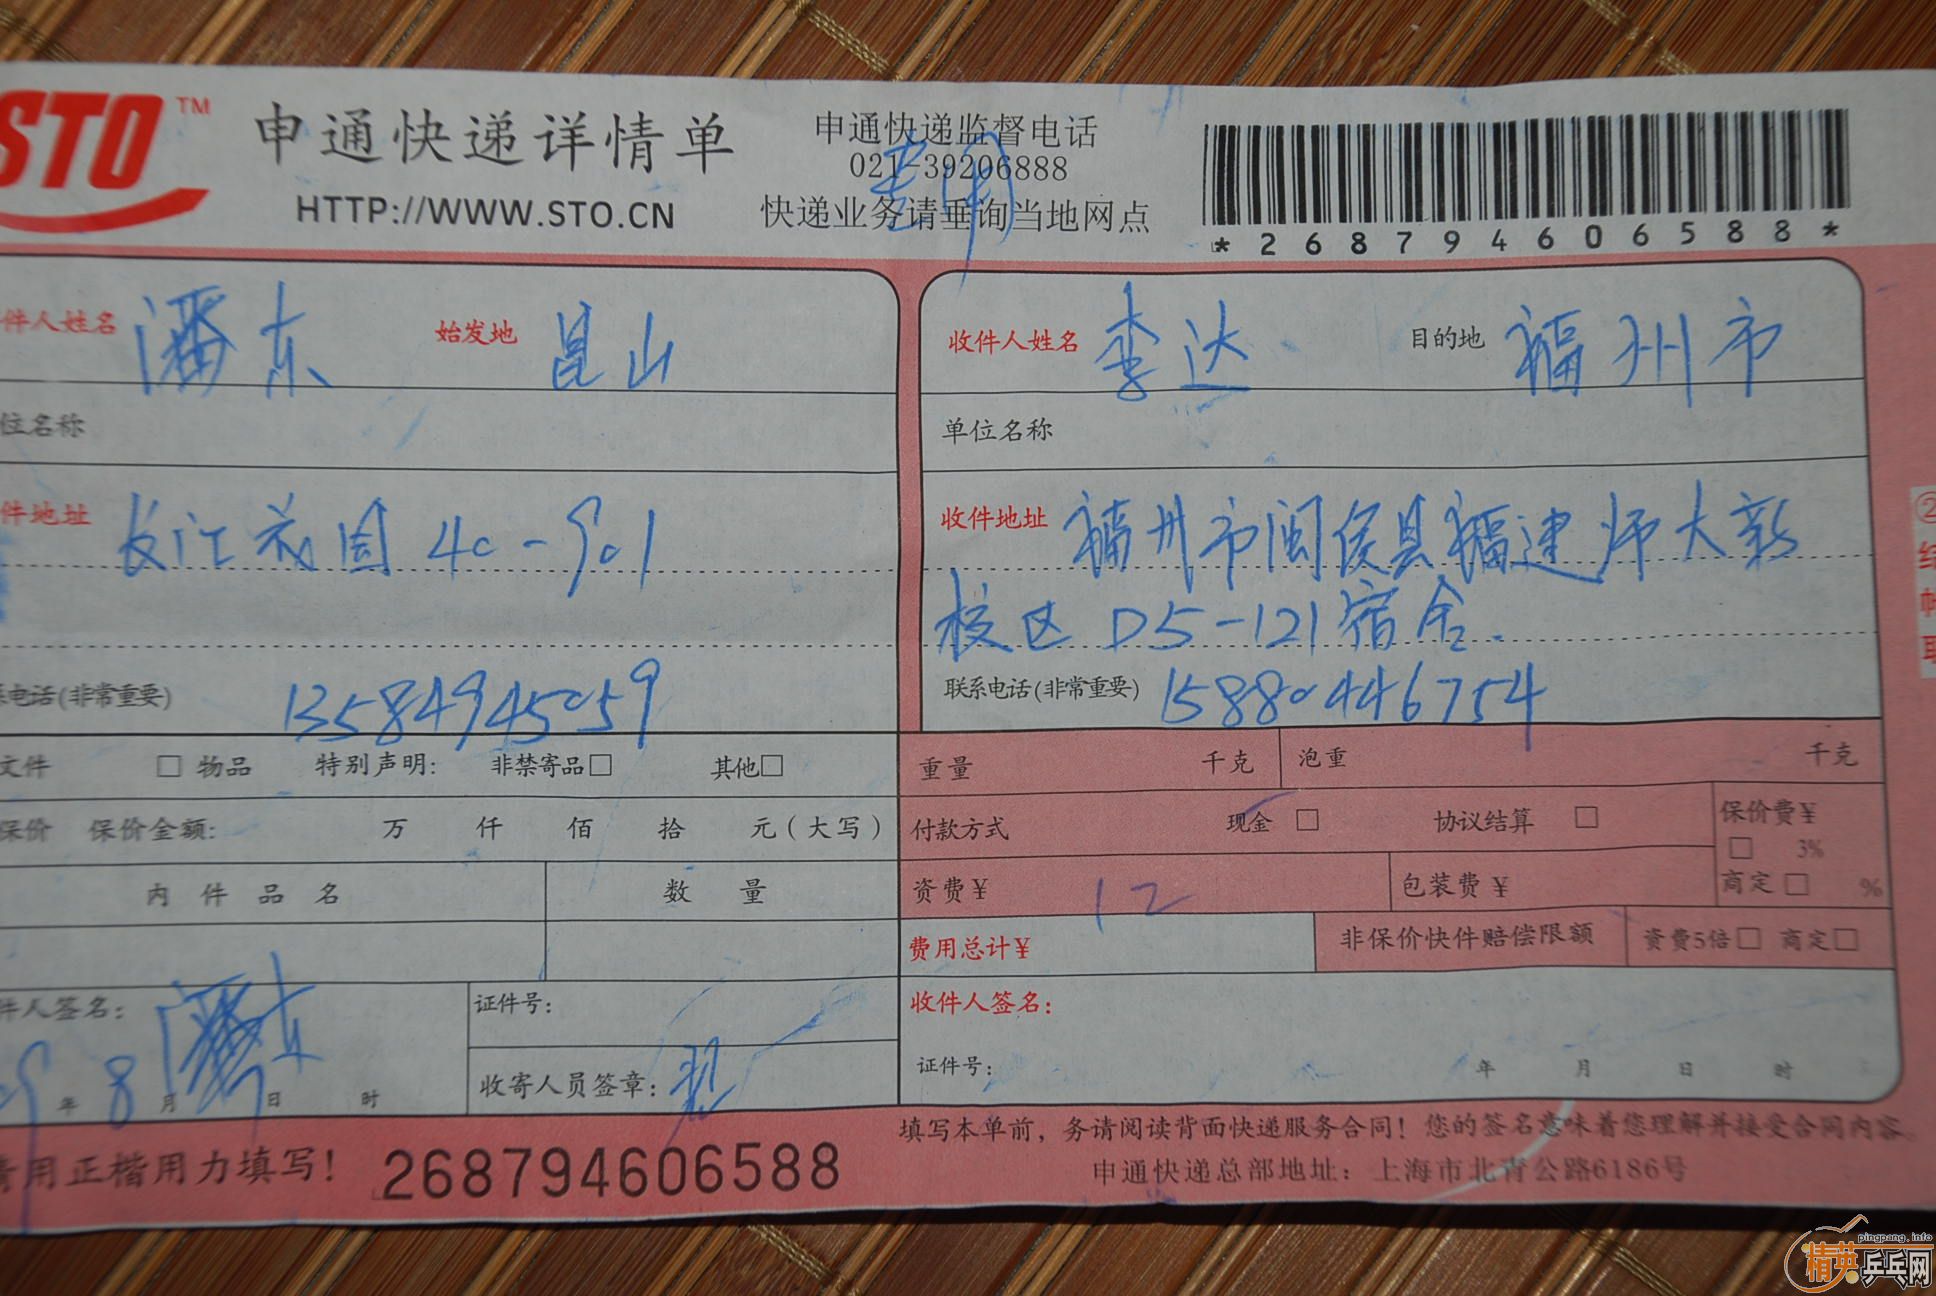 STO TM
申通快递详情单
HTTP://WWW.STO.CN
申通快递监督电话
021-39206888
快递业务请垂询当地网点
*268794606588*
件人姓名 潘东 始发地 昆山
位名称
件地址 长江花园 4c-901
系电话(非常重要) 13584945059
收件人姓名 李达 目的地 福州市
单位名称
收件地址 福州市闽侯县福建师大新
校区 D5-121宿舍.
联系电话(非常重要) 15880446754
文件 □ 物品 特别声明: 非禁寄品□ 其他□
保价 保价金额: 万 仟 佰 拾 元(大写)
内件品名 数量
件人签名: 潘东
年 8 月 日 时
证件号:
收寄人员签章:
重量 千克 泡重 千克
付款方式 现金 □ 协议结算 □
保价费¥
□ 3%
商定□ %
资费¥ 12 包装费¥
费用总计¥ 非保价快件赔偿限额 资费5倍□ 商定□
收件人签名:
证件号: 年 月 日 时
请用正楷用力填写! 268794606588
填写本单前,务请阅读背面快递服务合同!您的签名意味着您理解并接受合同内容。
申通快递总部地址:上海市北青公路6186号
pingpang.info
精英乒乓网